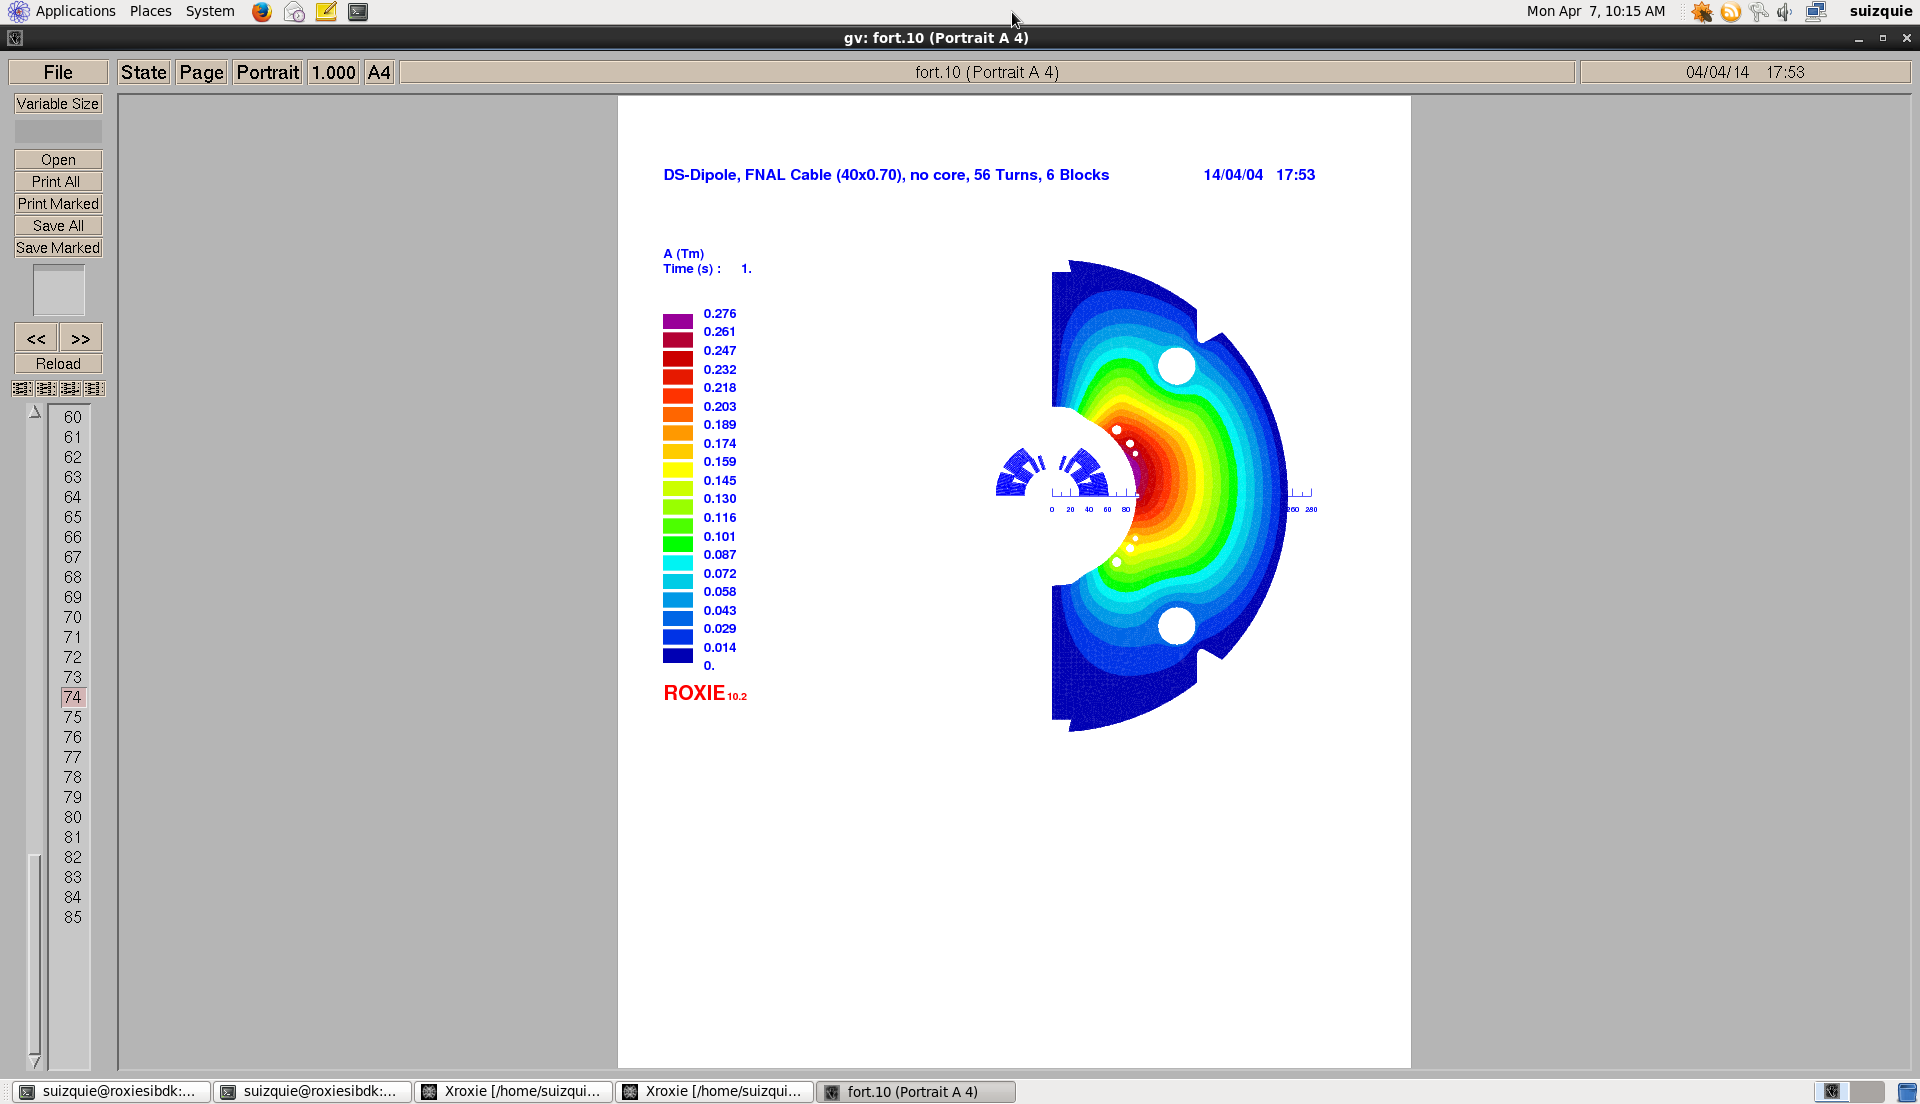 Applications Places System Mon Apr 7, 10:15 AM suizquie
gv: fort.10 (Portrait A 4)
File State Page Portrait 1.000 A4 fort.10 (Portrait A 4) 04/04/14 17:53
Variable Size
Open
Print All
Print Marked
Save All
Save Marked
<< >>
Reload
60
61
62
63
64
65
66
67
68
69
70
71
72
73
74
75
76
77
78
79
80
81
82
83
84
85
DS-Dipole, FNAL Cable (40x0.70), no core, 56 Turns, 6 Blocks 14/04/04 17:53
A (Tm)
Time (s) : 1.
0.276
0.261
0.247
0.232
0.218
0.203
0.189
0.174
0.159
0.145
0.130
0.116
0.101
0.087
0.072
0.058
0.043
0.029
0.014
0.
ROXIE 10.2
0 20 40 60 80 260 280
suizquie@roxiesibdk:... suizquie@roxiesibdk:... Xroxie [/home/suizqui... Xroxie [/home/suizqui... fort.10 (Portrait A 4)